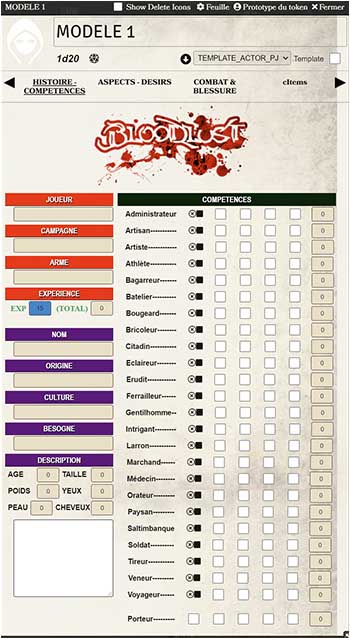 MODELE 1 Show Delete Icons Feuille Prototype du token Fermer
MODELE 1
1d20 TEMPLATE_ACTOR_PJ Template
HISTOIRE - COMPETENCES ASPECTS - DESIRS COMBAT & BLESSURE cItems
BLOODLUST
JOUEUR
CAMPAGNE
ARME
EXPERIENCE
EXP 15 (TOTAL) 0
NOM
ORIGINE
CULTURE
BESOGNE
DESCRIPTION
AGE 0 TAILLE 0
POIDS 0 YEUX 0
PEAU 0 CHEVEUX 0
COMPETENCES
Administrateur 0
Artisan---------- 0
Artiste----------- 0
Athlète---------- 0
Bagarreur------- 0
Batelier---------- 0
Bougeard------- 0
Bricoleur-------- 0
Citadin---------- 0
Eclaireur-------- 0
Erudit----------- 0
Ferrailleur------ 0
Gentilhomme-- 0
Intrigant--------- 0
Larron----------- 0
Marchand------ 0
Médecin-------- 0
Orateur---------- 0
Paysan---------- 0
Saltimbanque 0
Soldat----------- 0
Tireur------------ 0
Veneur---------- 0
Voyageur------- 0
Porteur--------- 0